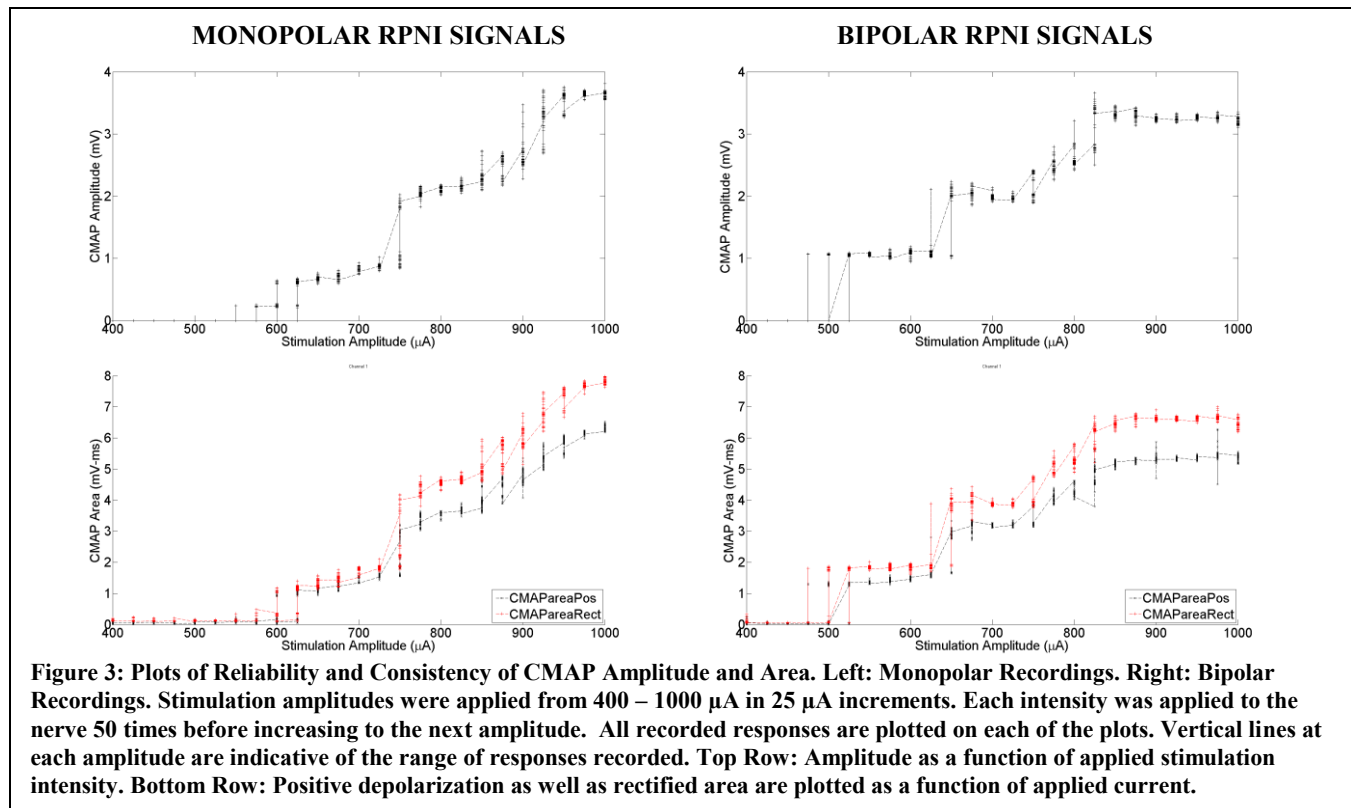 MONOPOLAR RPNI SIGNALS
BIPOLAR RPNI SIGNALS
4
3
2
1
0
CMAP Amplitude (mV)
400 500 600 700 800 900 1000
Stimulation Amplitude (µA)
4
3
2
1
0
CMAP Amplitude (mV)
400 500 600 700 800 900 1000
Stimulation Amplitude (µA)
Channel 1
8
7
6
5
4
3
2
1
0
CMAP Area (mV-ms)
CMAPareaPos
CMAPareaRect
400 500 600 700 800 900 1000
Stimulation Amplitude (µA)
Channel 1
8
7
6
5
4
3
2
1
0
CMAP Area (mV-ms)
CMAPareaPos
CMAPareaRect
400 500 600 700 800 900 1000
Stimulation Amplitude (µA)
Figure 3: Plots of Reliability and Consistency of CMAP Amplitude and Area. Left: Monopolar Recordings. Right: Bipolar
Recordings. Stimulation amplitudes were applied from 400 – 1000 µA in 25 µA increments. Each intensity was applied to the
nerve 50 times before increasing to the next amplitude. All recorded responses are plotted on each of the plots. Vertical lines at
each amplitude are indicative of the range of responses recorded. Top Row: Amplitude as a function of applied stimulation
intensity. Bottom Row: Positive depolarization as well as rectified area are plotted as a function of applied current.